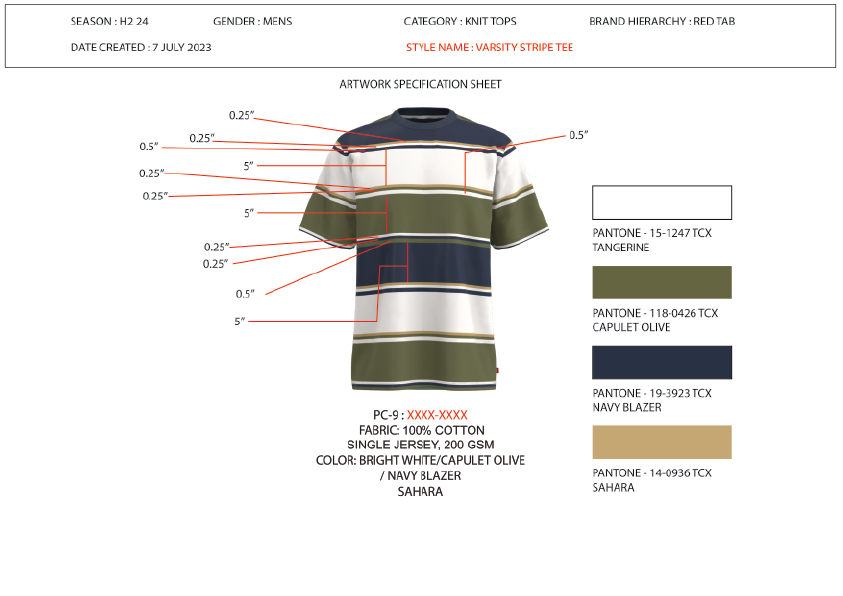 SEASON : H2 24 GENDER : MENS CATEGORY : KNIT TOPS BRAND HIERARCHY : RED TAB
DATE CREATED : 7 JULY 2023 STYLE NAME : VARSITY STRIPE TEE
ARTWORK SPECIFICATION SHEET
0.25"
0.25"
0.5"
0.5"
5"
0.25"
0.25"
5"
0.25"
0.25"
0.5"
5"
PANTONE - 15-1247 TCX
TANGERINE
PANTONE - 118-0426 TCX
CAPULET OLIVE
PANTONE - 19-3923 TCX
NAVY BLAZER
PANTONE - 14-0936 TCX
SAHARA
PC-9 : XXXX-XXXX
FABRIC: 100% COTTON
SINGLE JERSEY, 200 GSM
COLOR: BRIGHT WHITE/CAPULET OLIVE
/ NAVY BLAZER
SAHARA